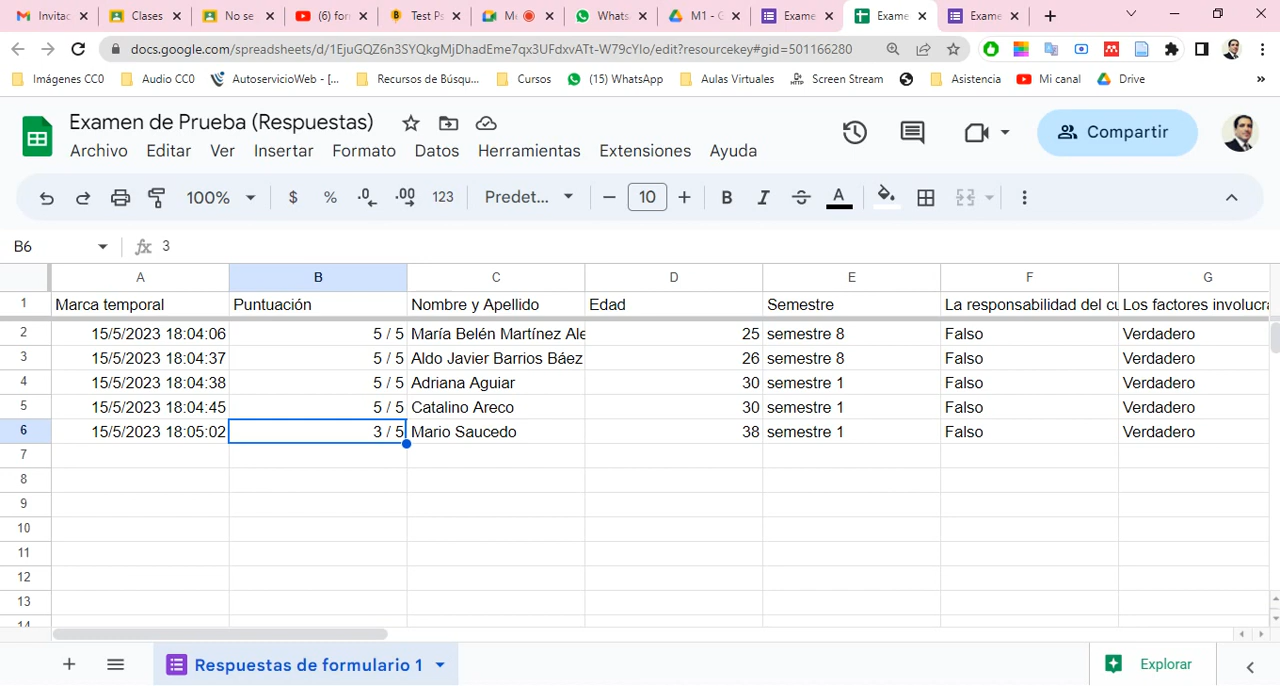 Invitac
Clases
No se
(6) for
Test Ps
Me
Whats
M1 - G
Exame
Exame
Exame
docs.google.com/spreadsheets/d/1EjuGQZ6n3SYQkgMjDhadEme7qx3UFdxvATt-W79cYlo/edit?resourcekey#gid=501166280
Imágenes CC0
Audio CC0
AutoservicioWeb - [...
Recursos de Búsqu...
Cursos
(15) WhatsApp
Aulas Virtuales
Screen Stream
Asistencia
Mi canal
Drive
»
Examen de Prueba (Respuestas)
Archivo Editar Ver Insertar Formato Datos Herramientas Extensiones Ayuda
Compartir
100% $ % .0 .00 123 Predet... 10 B I A
B6 fx 3
A B C D E F G
1 Marca temporal Puntuación Nombre y Apellido Edad Semestre La responsabilidad del cu Los factores involucra
2 15/5/2023 18:04:06 5 / 5 María Belén Martínez Ale 25 semestre 8 Falso Verdadero
3 15/5/2023 18:04:37 5 / 5 Aldo Javier Barrios Báez 26 semestre 8 Falso Verdadero
4 15/5/2023 18:04:38 5 / 5 Adriana Aguiar 30 semestre 1 Falso Verdadero
5 15/5/2023 18:04:45 5 / 5 Catalino Areco 30 semestre 1 Falso Verdadero
6 15/5/2023 18:05:02 3 / 5 Mario Saucedo 38 semestre 1 Falso Verdadero
7
8
9
10
11
12
13
14
Respuestas de formulario 1
Explorar